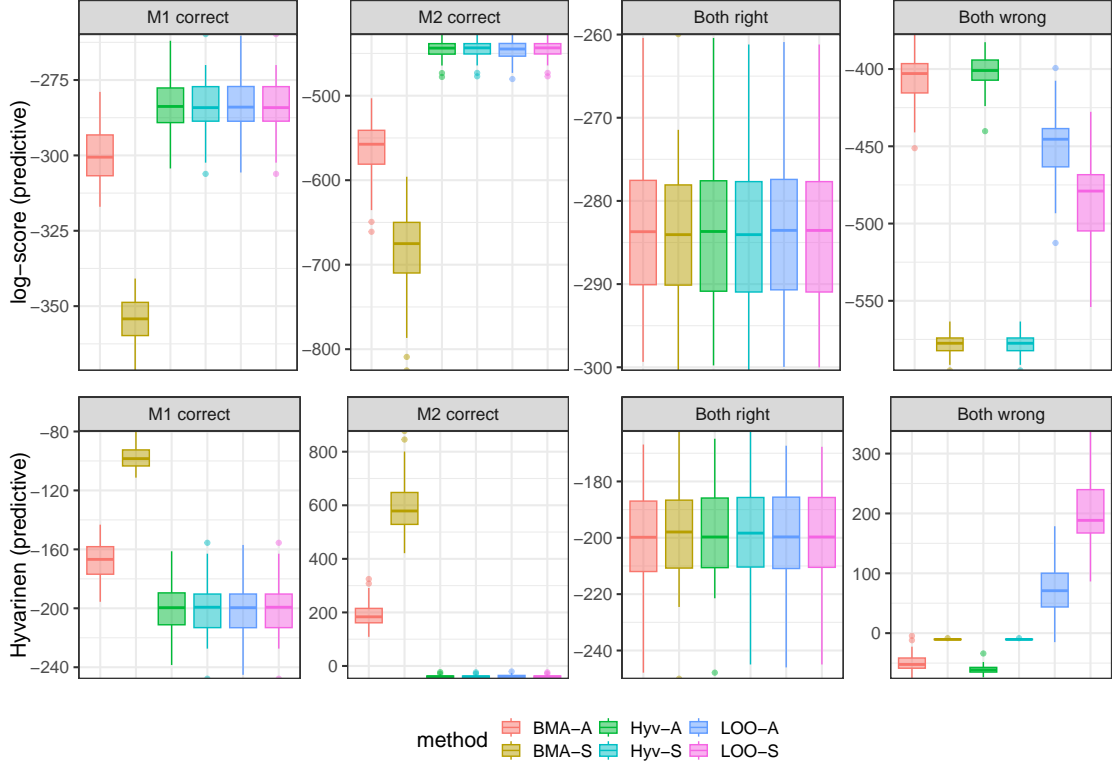 M1 correct
M2 correct
Both right
Both wrong
log−score (predictive)
−275
−300
−350
−500
−600
−700
−800
−260
−270
−280
−290
−300
−400
−450
−500
−550
M1 correct
M2 correct
Both right
Both wrong
Hyvarinen (predictive)
−80
−120
−160
−200
−240
800
600
400
200
0
−180
−200
−220
−240
300
200
100
0
method
BMA−A
Hyv−A
LOO−A
BMA−S
Hyv−S
LOO−S